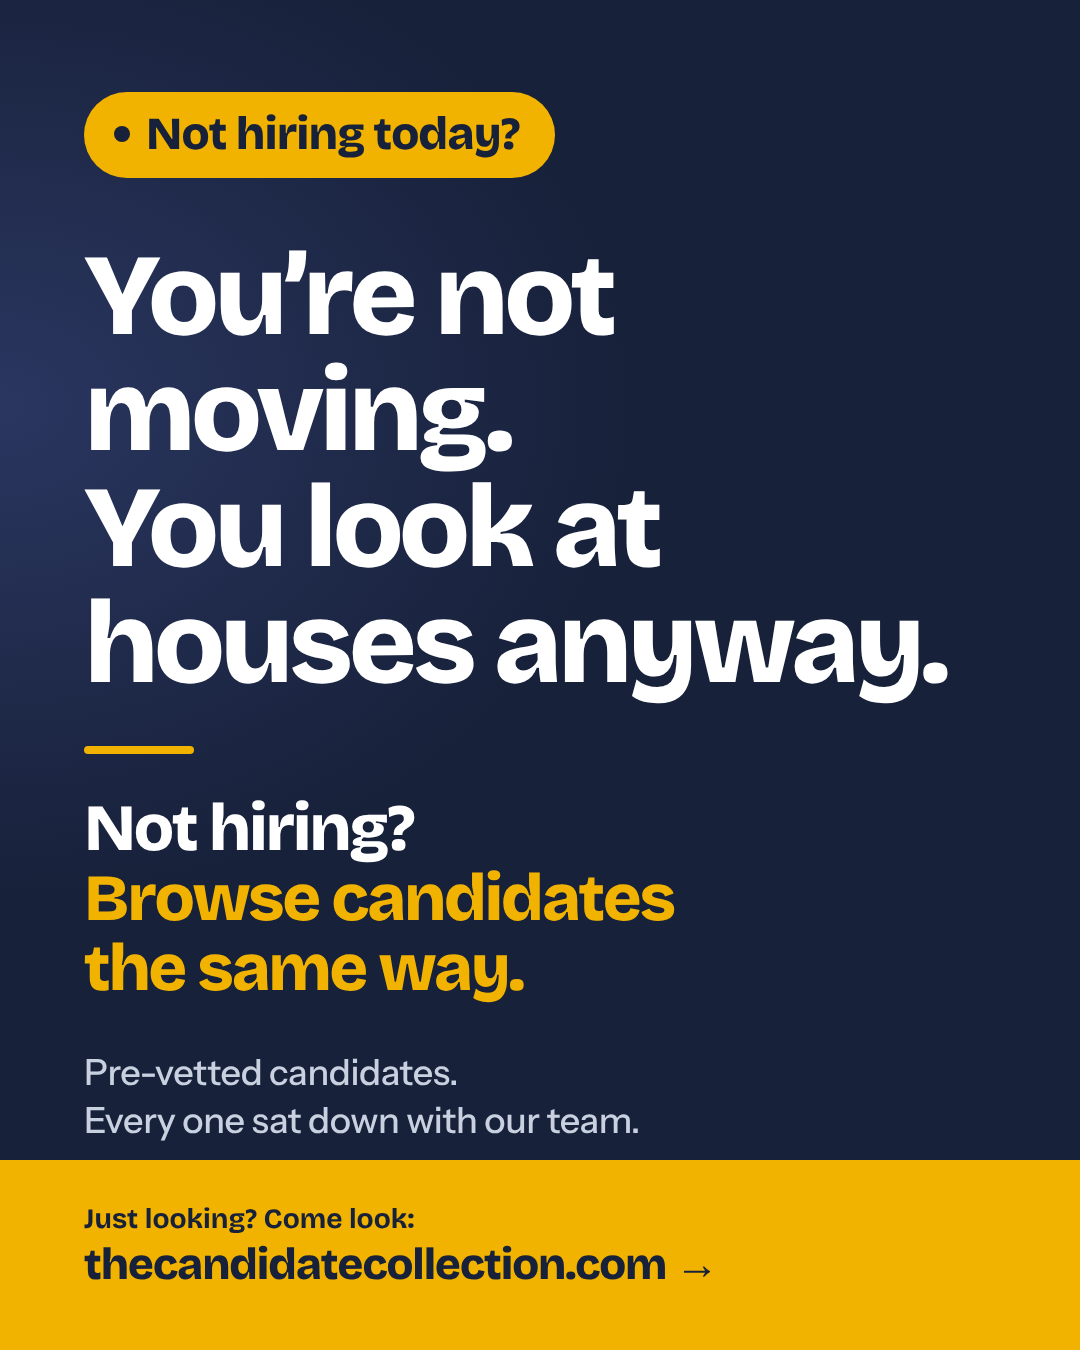 • Not hiring today?
You’re not
moving.
You look at
houses anyway.
Not hiring?
Browse candidates
the same way.
Pre-vetted candidates.
Every one sat down with our team.
Just looking? Come look:
thecandidatecollection.com →